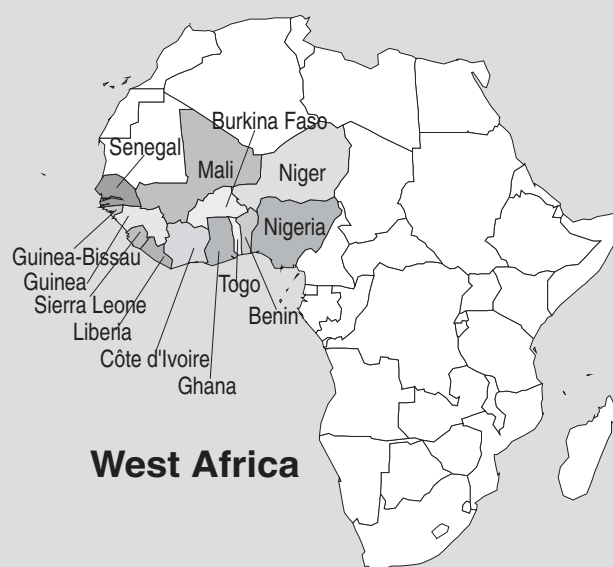 Burkina Faso
Senegal
Mali
Niger
Nigeria
Guinea-Bissau
Guinea
Sierra Leone
Togo
Liberia
Benin
Côte d'Ivoire
Ghana
West Africa